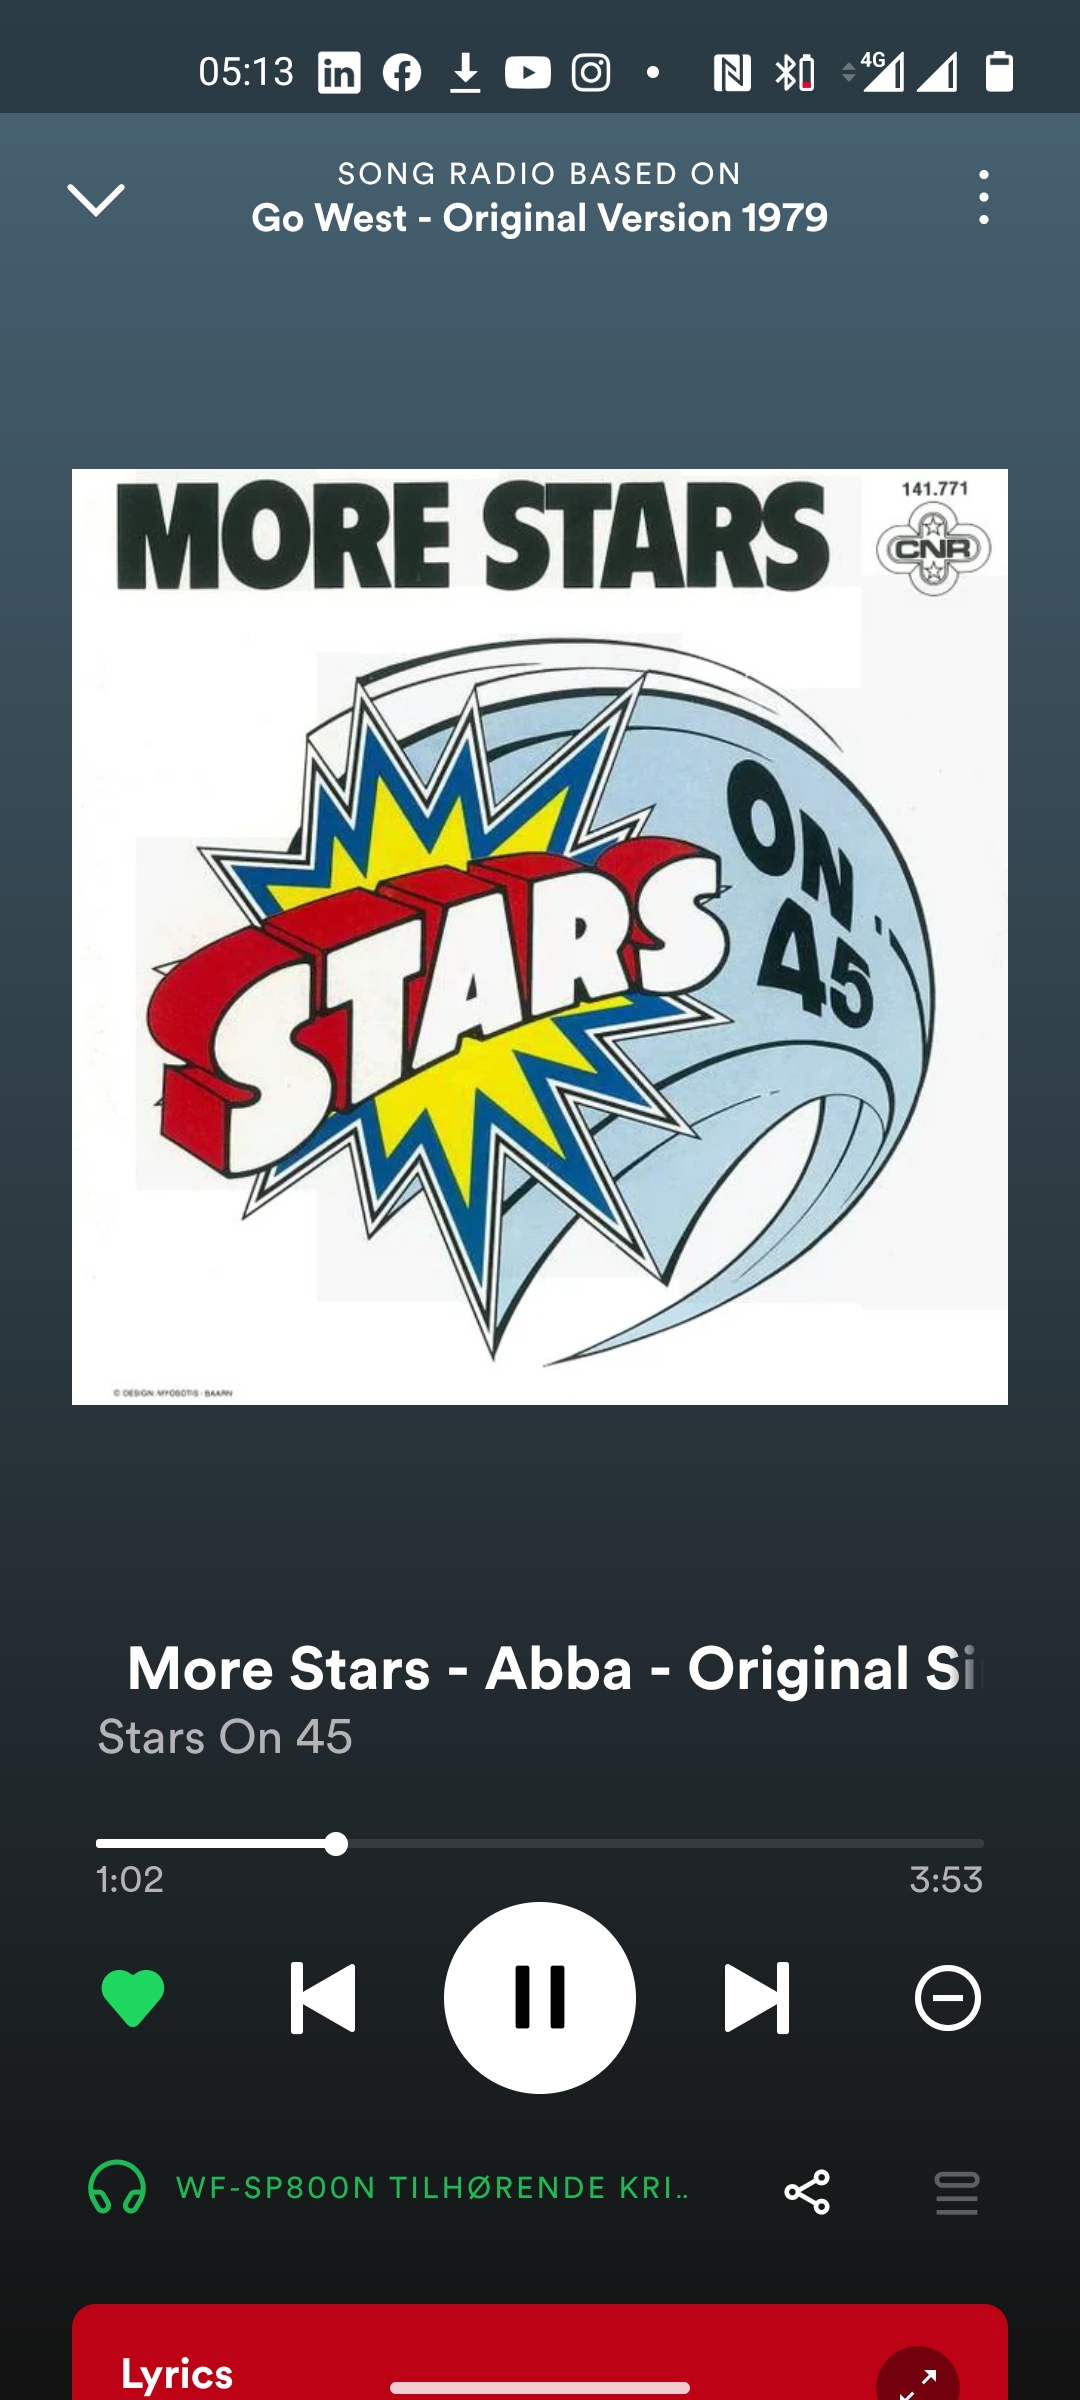 05:13
4G
SONG RADIO BASED ON
Go West - Original Version 1979
MORE STARS
141.771
CNR
STARS
ON
45
© DESIGN: MYOSOTIS - BAARN
More Stars - Abba - Original Si
Stars On 45
1:02
3:53
WF-SP800N TILHØRENDE KRI..
Lyrics